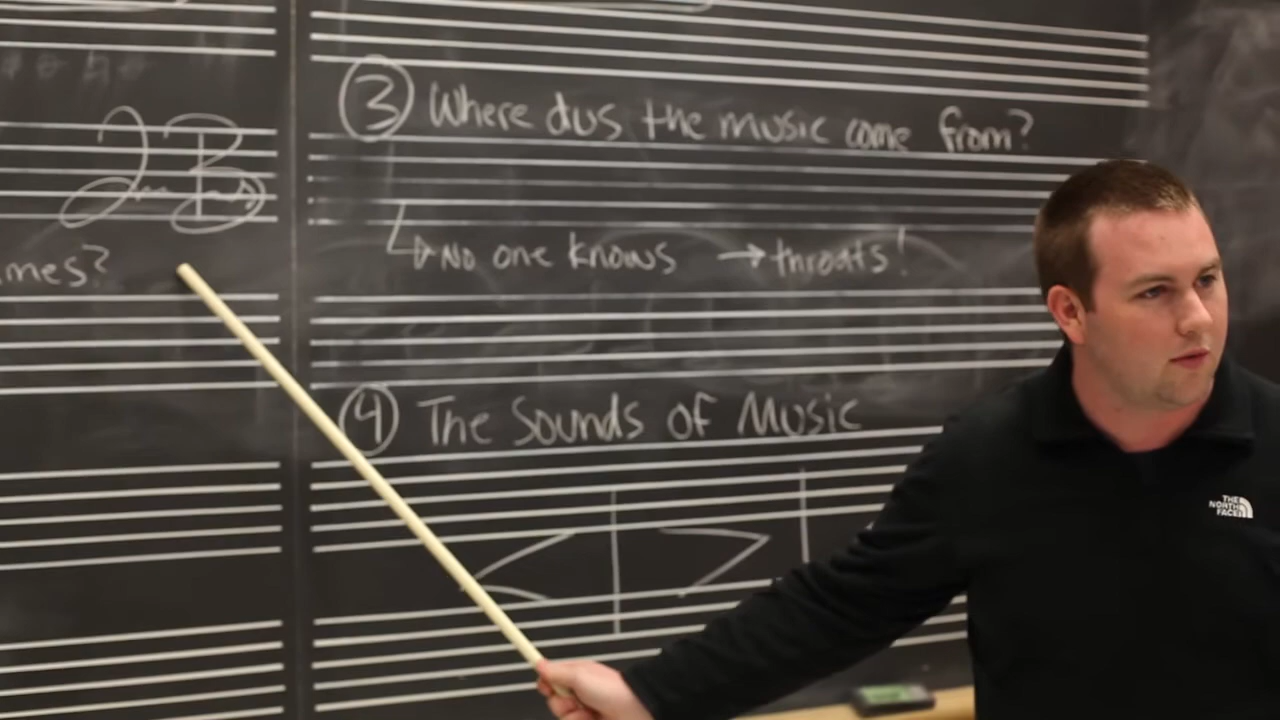 ③ Where dus the music come from?
mes?
No one knows → throats!
④ The Sounds of Music
THE
NORTH
FACE